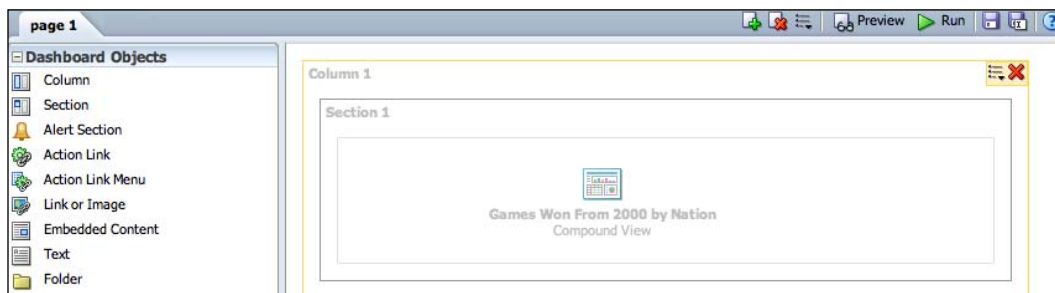 page 1
Preview
Run
Dashboard Objects
Column
Section
Alert Section
Action Link
Action Link Menu
Link or Image
Embedded Content
Text
Folder
Column 1
Section 1
Games Won From 2000 by Nation
Compound View